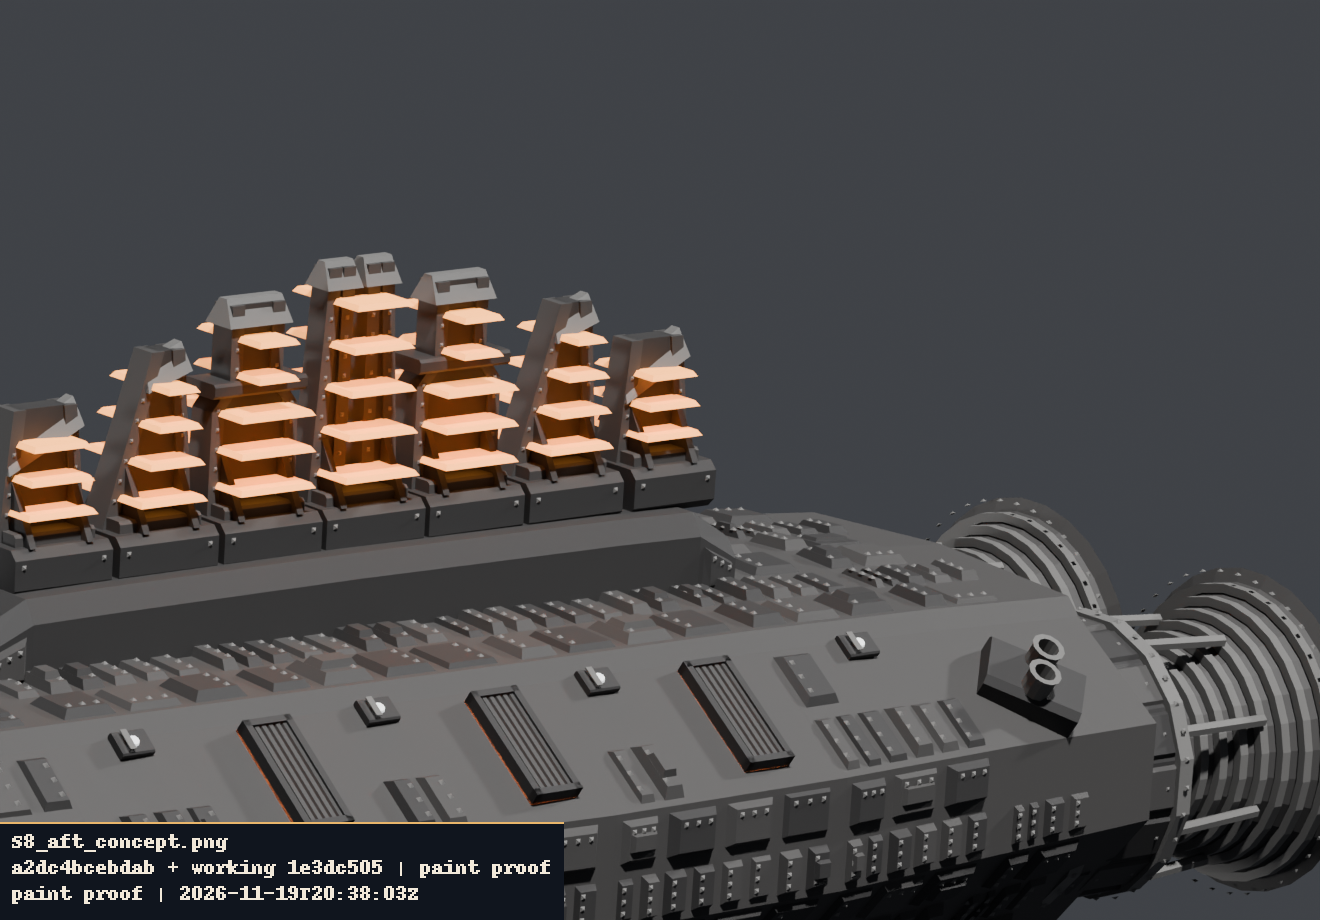 s8_aft_concept.png
a2dc4bcebdab + working 1e3dc505 | paint proof
paint proof | 2026-11-19T20:38:03z